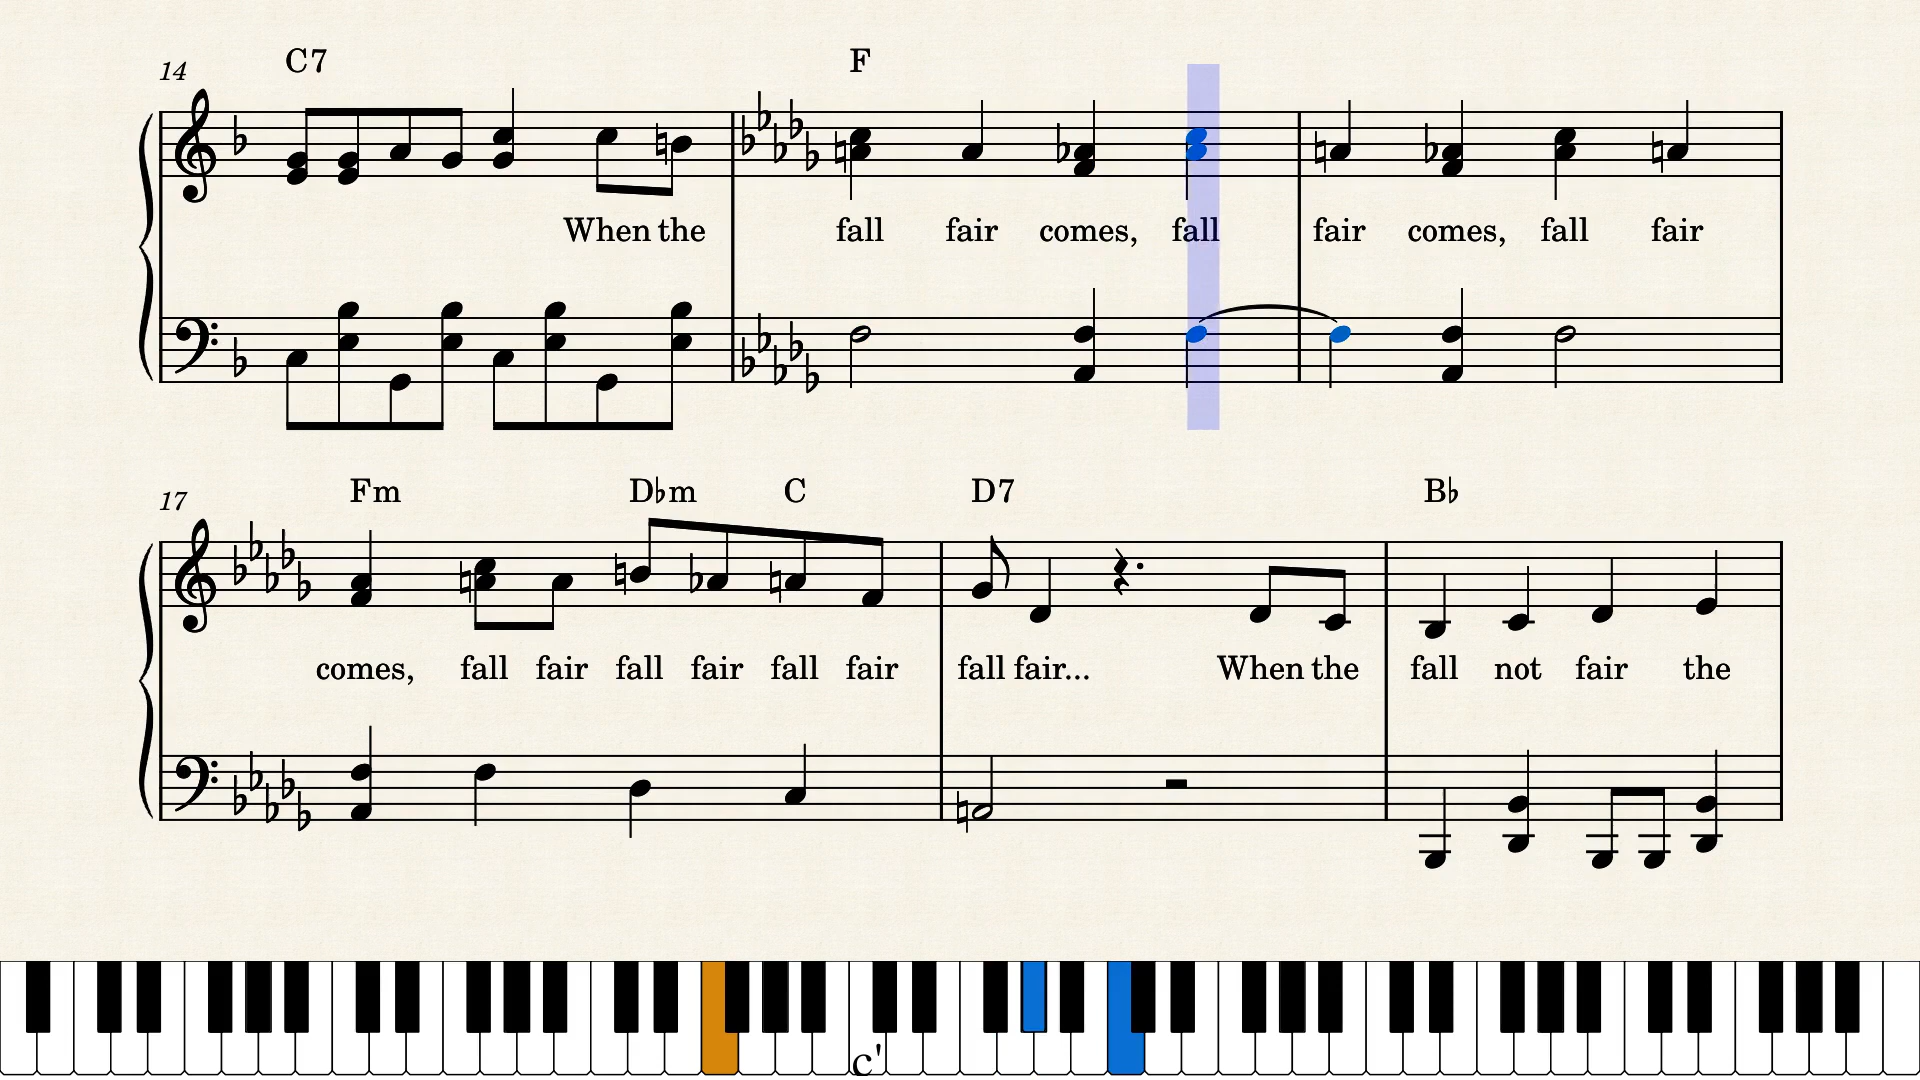 14 C7 F
When the fall fair comes, fall fair comes, fall fair
17 Fm D♭m C D7 B♭
comes, fall fair fall fair fall fair fall fair... When the fall not fair the
c'